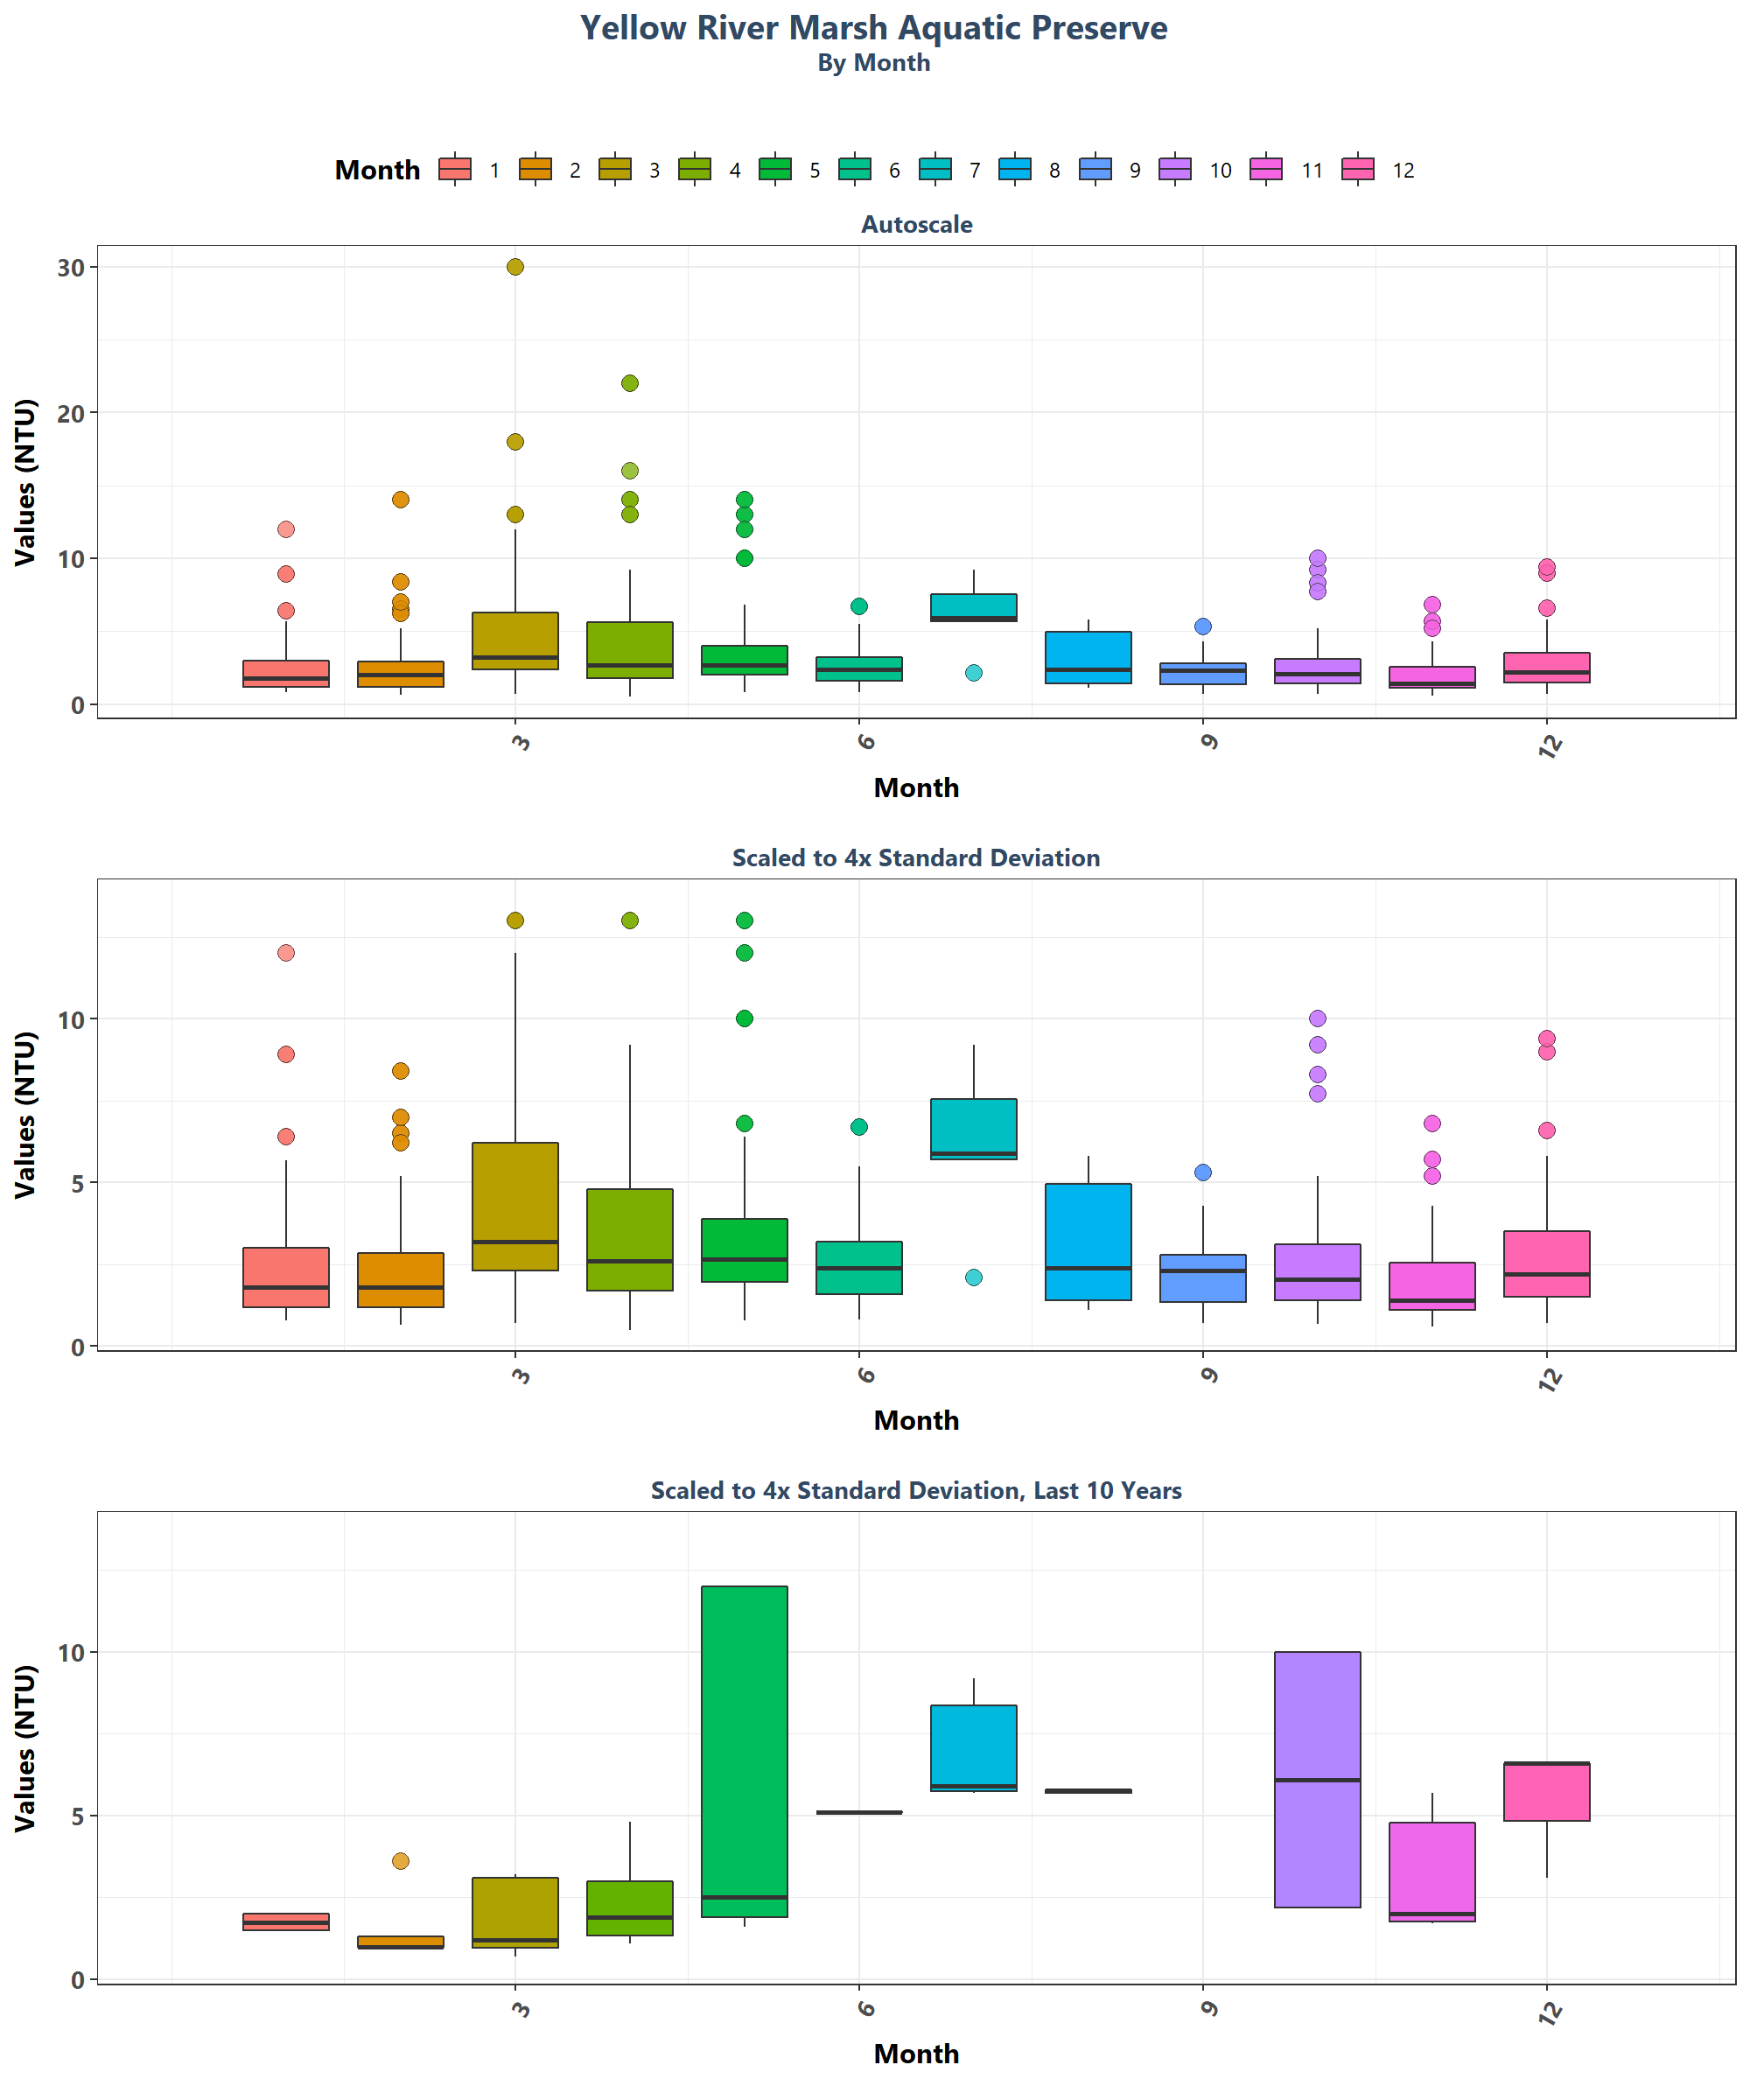 Yellow River Marsh Aquatic Preserve
By Month
Month 1 2 3 4 5 6 7 8 9 10 11 12
Autoscale
Values (NTU)
30
20
10
0
3 6 9 12
Month
Scaled to 4x Standard Deviation
Values (NTU)
10
5
0
3 6 9 12
Month
Scaled to 4x Standard Deviation, Last 10 Years
Values (NTU)
10
5
0
3 6 9 12
Month